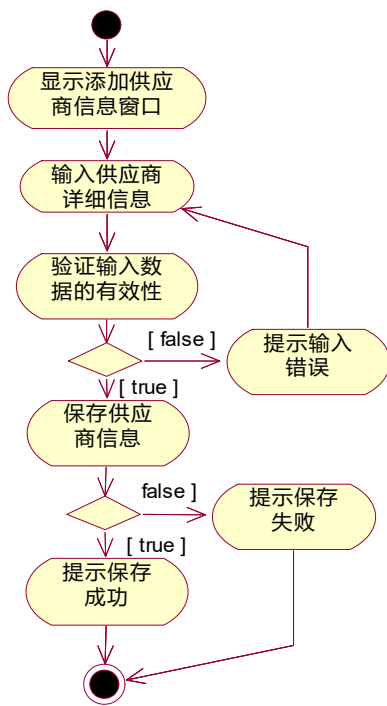 显示添加供应
商信息窗口
输入供应商
详细信息
验证输入数
据的有效性
[ false ]
提示输入
错误
[ true ]
保存供应
商信息
false ]
提示保存
失败
[ true ]
提示保存
成功